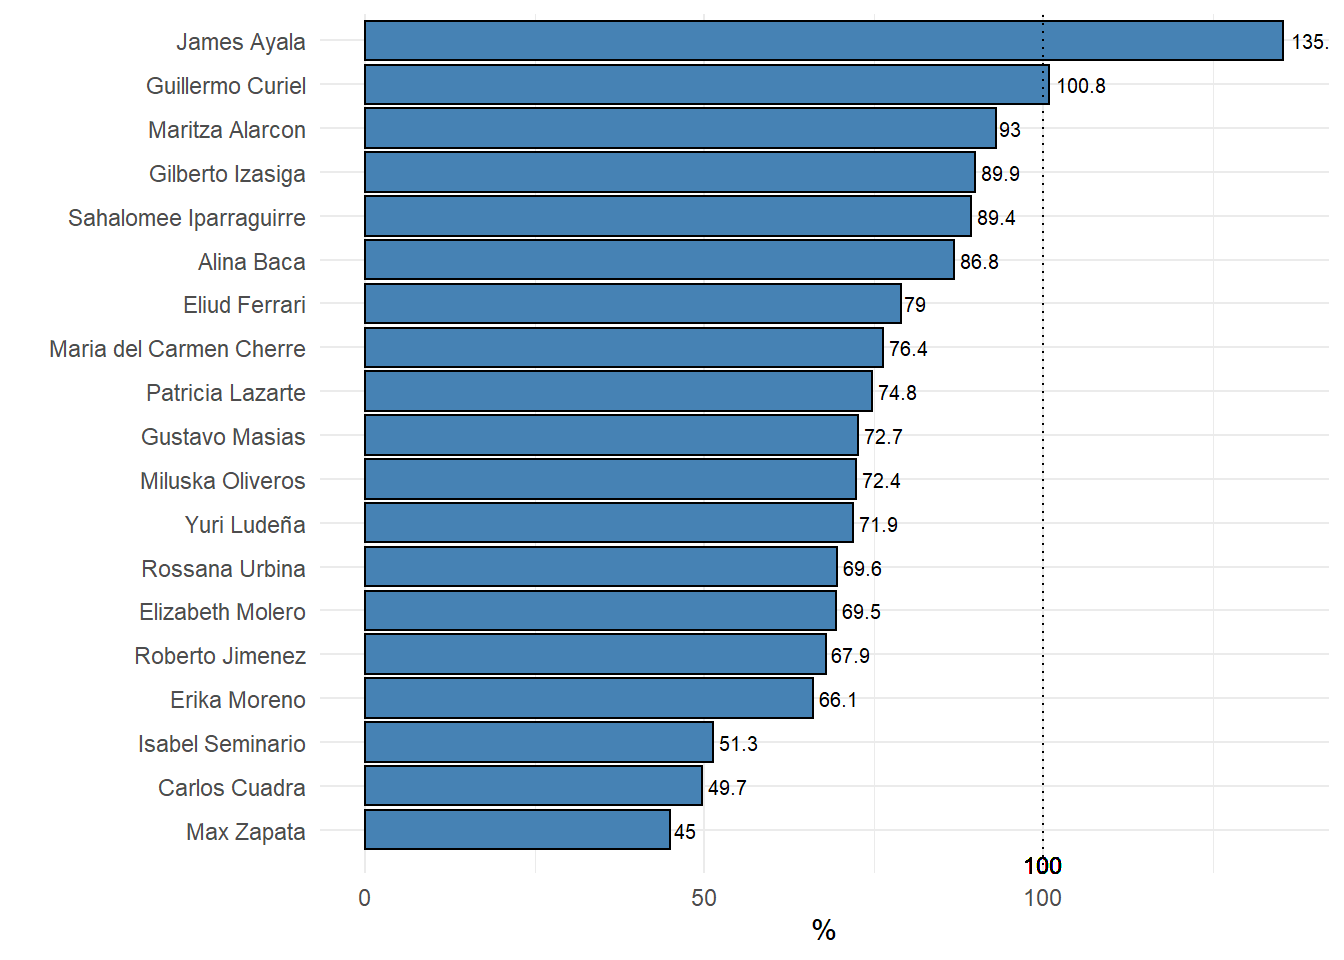 James Ayala 135.
Guillermo Curiel 100.8
Maritza Alarcon 93
Gilberto Izasiga 89.9
Sahalomee Iparraguirre 89.4
Alina Baca 86.8
Eliud Ferrari 79
Maria del Carmen Cherre 76.4
Patricia Lazarte 74.8
Gustavo Masias 72.7
Miluska Oliveros 72.4
Yuri Ludeña 71.9
Rossana Urbina 69.6
Elizabeth Molero 69.5
Roberto Jimenez 67.9
Erika Moreno 66.1
Isabel Seminario 51.3
Carlos Cuadra 49.7
Max Zapata 45
100
0 50 100
%